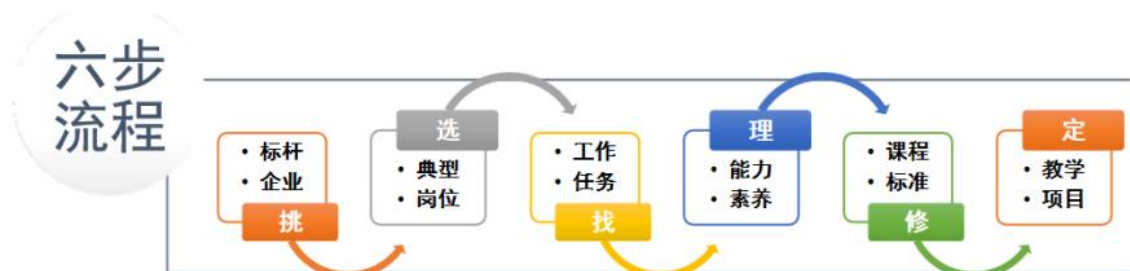 六步
流程
• 标杆
• 企业
挑
选
• 典型
• 岗位
• 工作
• 任务
找
理
• 能力
• 素养
• 课程
• 标准
修
定
• 教学
• 项目